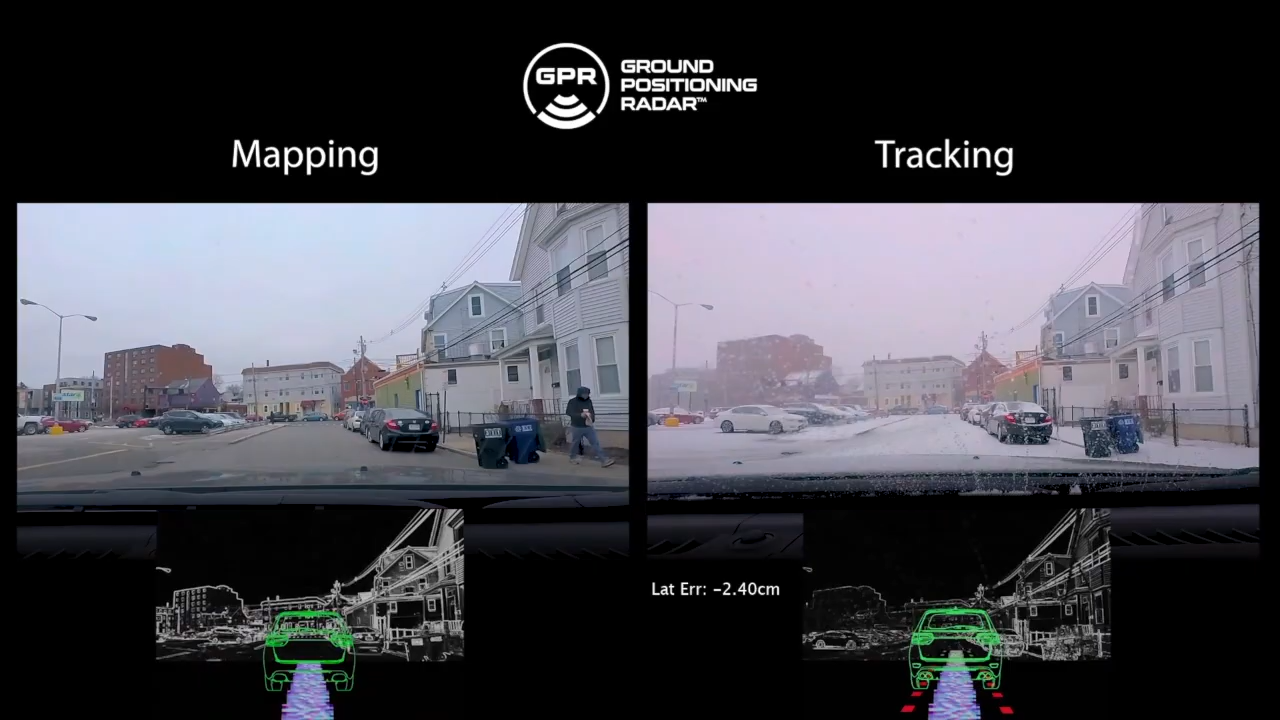 GPR
GROUND
POSITIONING
RADAR™
Mapping
Tracking
Lat Err: -2.40cm